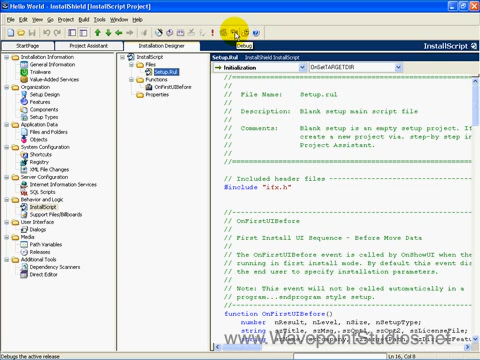 Hello World - InstallShield [InstallScript Project]
File Edit View Go Project Build Tools Window Help
Debug
StartPage Project Assistant Installation Designer InstallScript
Installation Information
General Information
Trialware
Value-Added Services
Organization
Setup Design
Features
Components
Setup Types
Application Data
Files and Folders
Objects
System Configuration
Shortcuts
Registry
XML File Changes
Server Configuration
Internet Information Services
SQL Scripts
Behavior and Logic
InstallScript
Support Files/Billboards
User Interface
Dialogs
Media
Path Variables
Releases
Additional Tools
Dependency Scanners
Direct Editor
InstallScript
Files
Setup.Rul
Functions
OnFirstUIBefore
Properties
Setup.Rul InstallShield InstallScript
Initialization OnSetTARGETDIR
//
// File Name: Setup.rul
//
// Description: Blank setup main script file
//
// Comments: Blank setup is an empty setup project. If
// create a new project via. step-by step in
// Project Assistant.
//
//
// Included header files
#include "ifx.h"
//
// OnFirstUIBefore
//
// First Install UI Sequence - Before Move Data
//
// The OnFirstUIBefore event is called by OnShowUI when the
// running in first install mode. By default this event di
// the end user to specify installation parameters.
//
// Note: This event will not be called automatically in a
// program...endprogram style setup.
//
function OnFirstUIBefore()
number nResult, nLevel, nSize, nSetupType;
string szTitle, szMsg, szOpt1, szOpt2, szLicenseFile;
www.WavepointStudios.net
Debugs the active release
Ln 16, Col 8